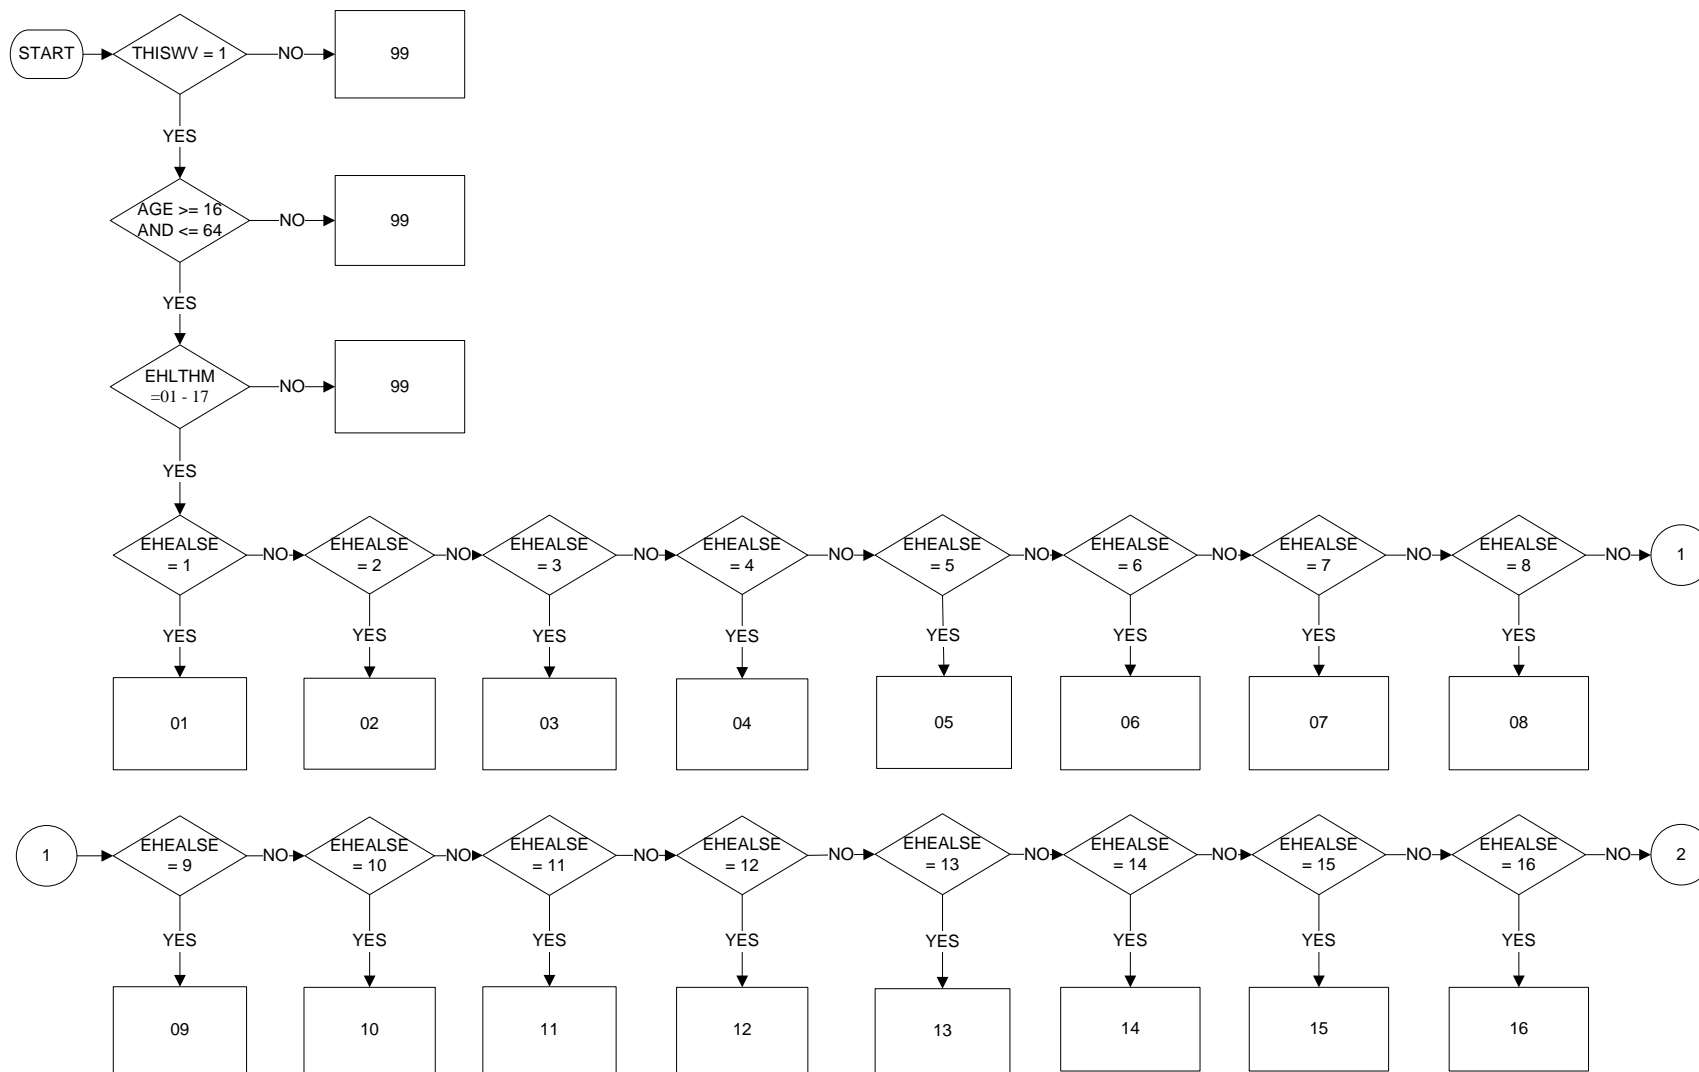 START
THISWV = 1
NO
99
YES
AGE >= 16
AND <= 64
NO
99
YES
EHLTHM
=01 - 17
NO
99
YES
EHEALSE
= 1
NO
EHEALSE
= 2
NO
EHEALSE
= 3
NO
EHEALSE
= 4
NO
EHEALSE
= 5
NO
EHEALSE
= 6
NO
EHEALSE
= 7
NO
EHEALSE
= 8
NO
1
YES
YES
YES
YES
YES
YES
YES
YES
01
02
03
04
05
06
07
08
1
EHEALSE
= 9
NO
EHEALSE
= 10
NO
EHEALSE
= 11
NO
EHEALSE
= 12
NO
EHEALSE
= 13
NO
EHEALSE
= 14
NO
EHEALSE
= 15
NO
EHEALSE
= 16
NO
2
YES
YES
YES
YES
YES
YES
YES
YES
09
10
11
12
13
14
15
16